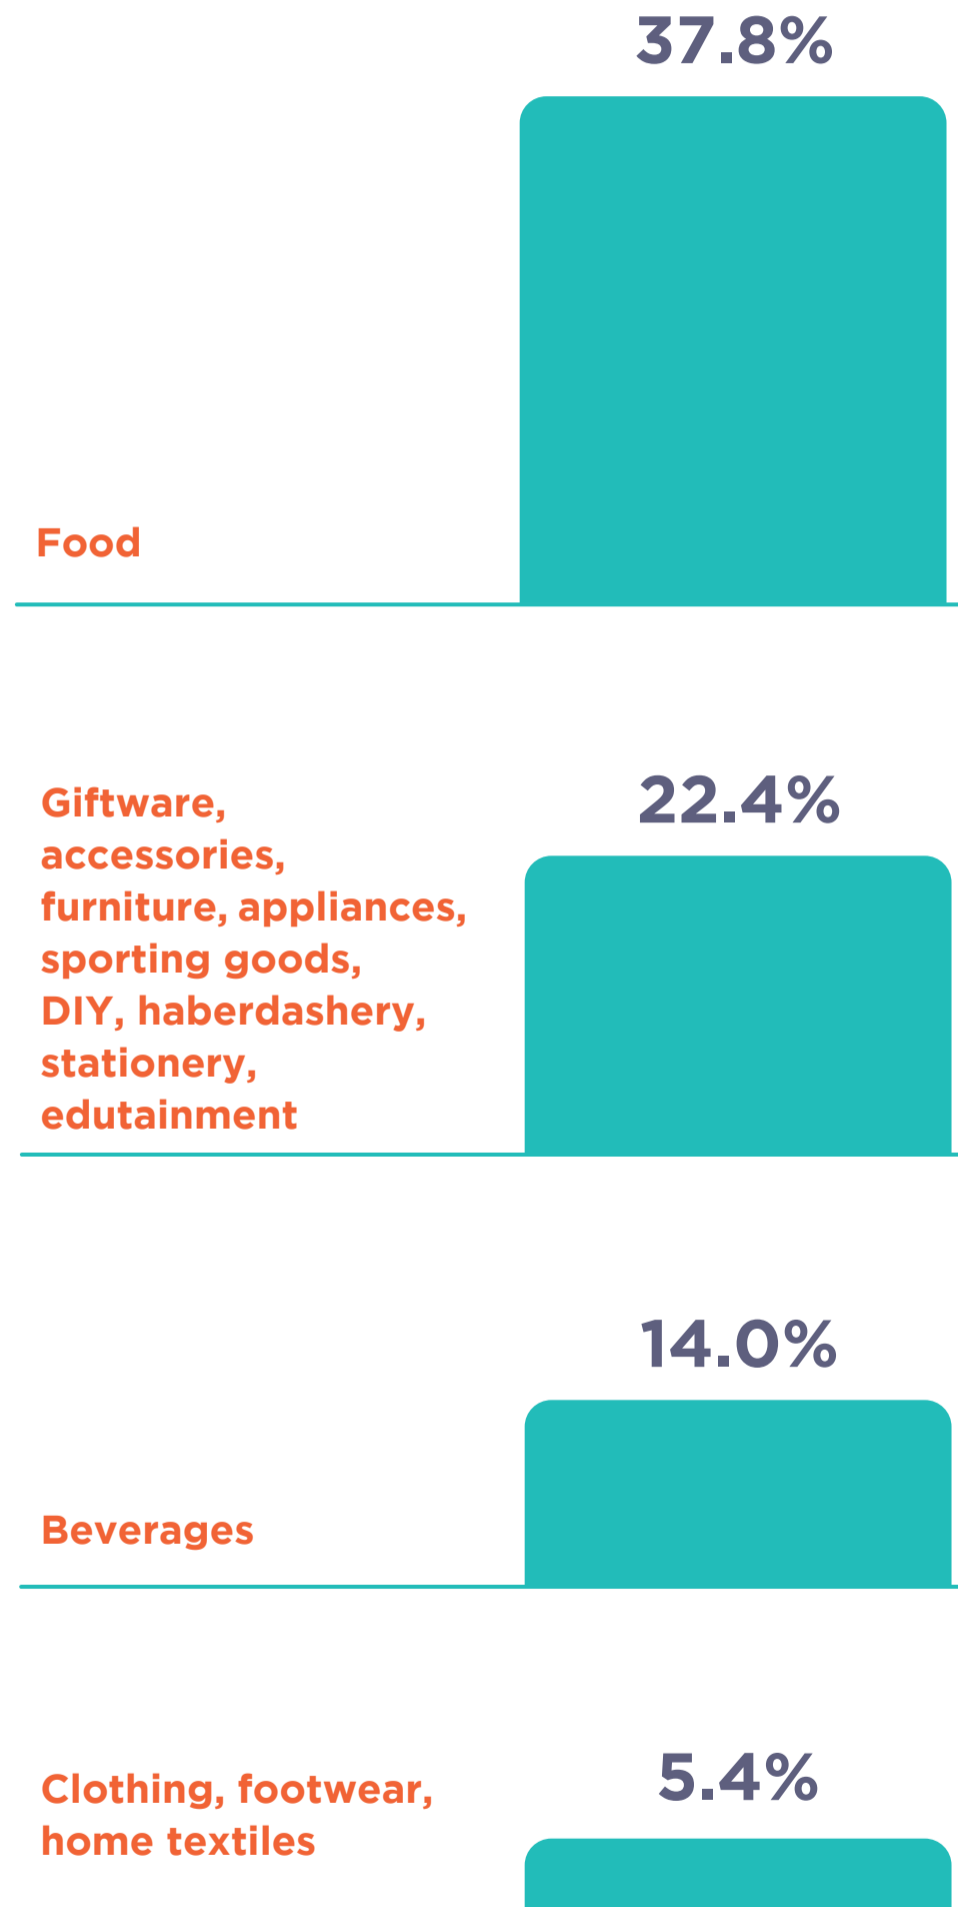 37.8%
Food
22.4%
Giftware,
accessories,
furniture, appliances,
sporting goods,
DIY, haberdashery,
stationery,
edutainment
14.0%
Beverages
5.4%
Clothing, footwear,
home textiles